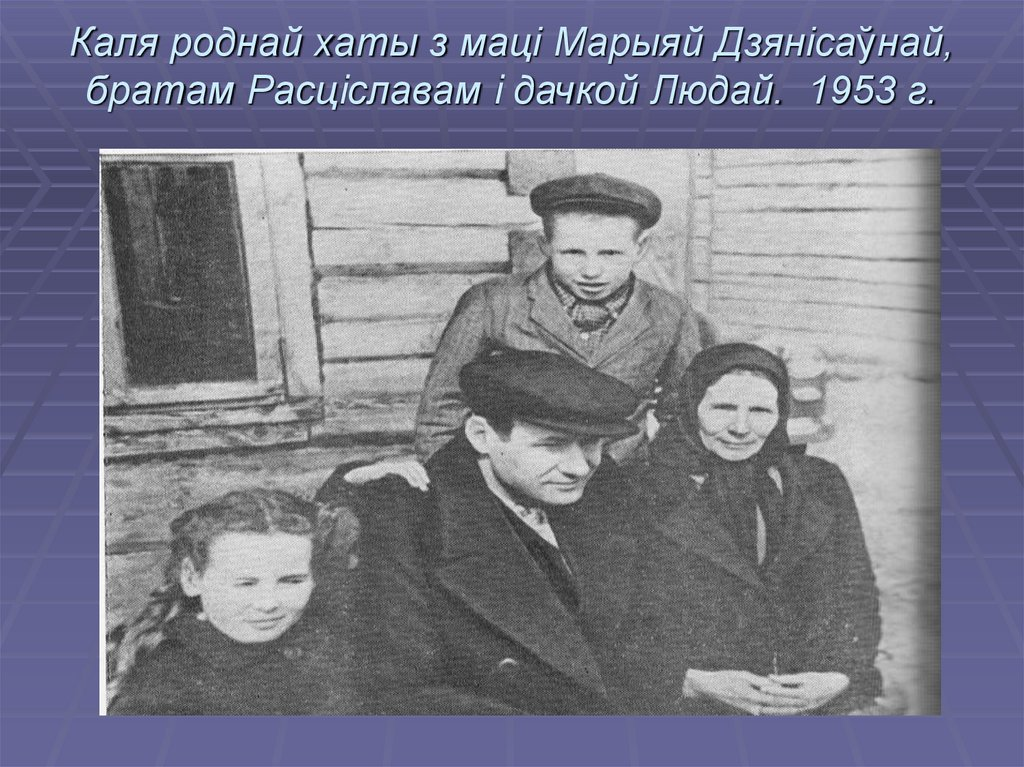 Каля роднай хаты з маці Марыяй Дзянісаўнай,
братам Расціславам і дачкой Людай. 1953 г.